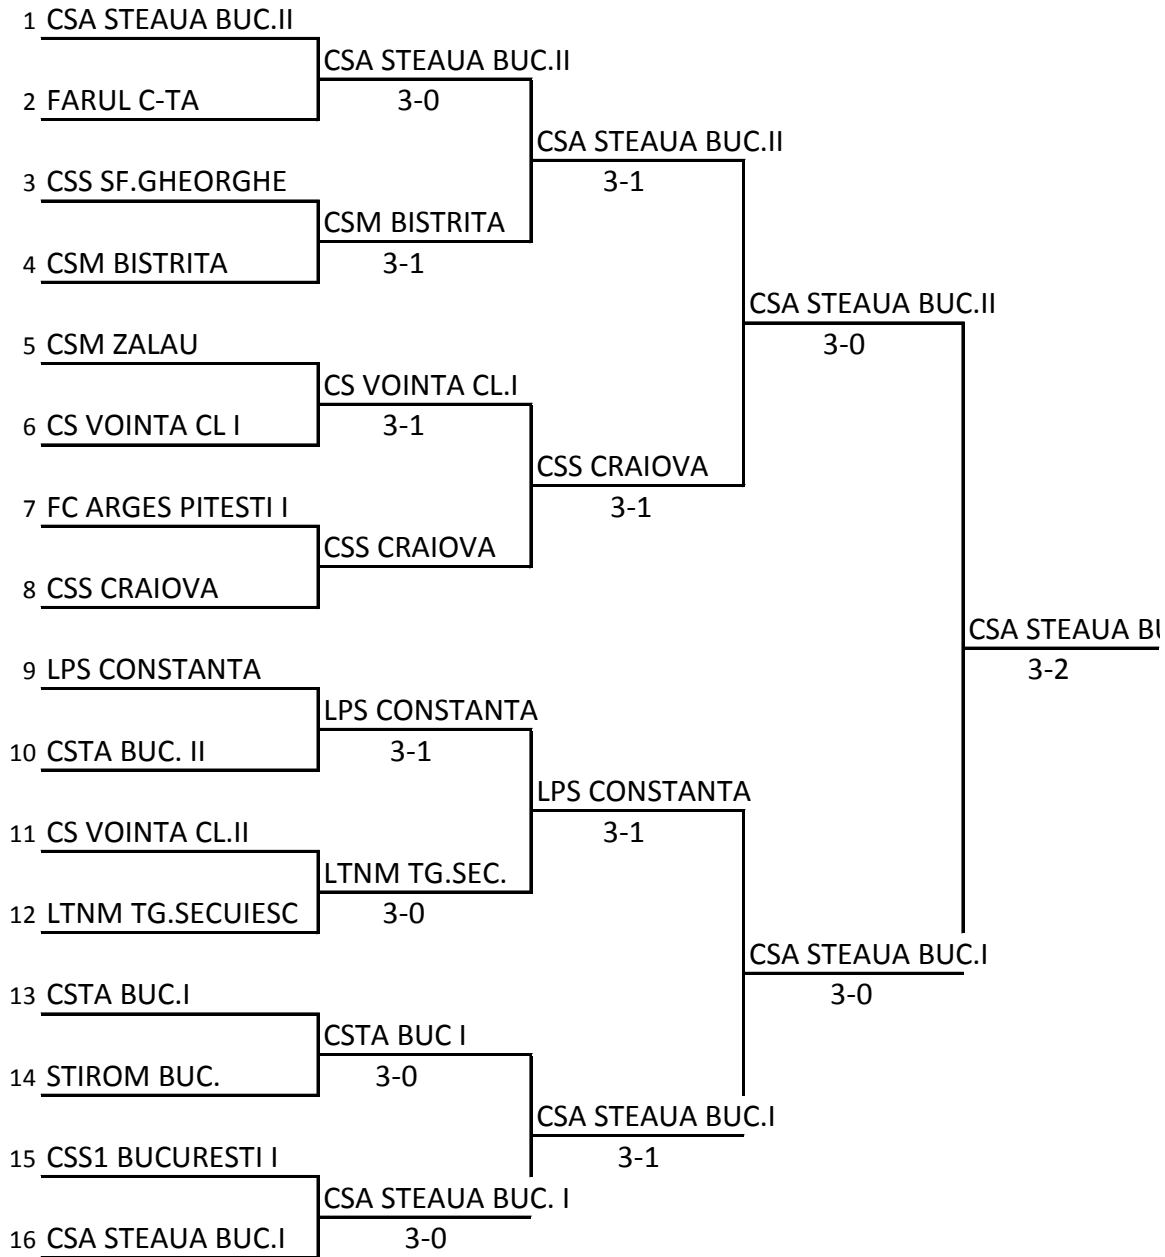 1 CSA STEAUA BUC.II
CSA STEAUA BUC.II
2 FARUL C-TA
3-0
CSA STEAUA BUC.II
3 CSS SF.GHEORGHE
3-1
CSM BISTRITA
4 CSM BISTRITA
3-1
CSA STEAUA BUC.II
5 CSM ZALAU
3-0
CS VOINTA CL.I
6 CS VOINTA CL I
3-1
CSS CRAIOVA
7 FC ARGES PITESTI I
3-1
CSS CRAIOVA
8 CSS CRAIOVA
CSA STEAUA BU
9 LPS CONSTANTA
3-2
LPS CONSTANTA
10 CSTA BUC. II
3-1
LPS CONSTANTA
11 CS VOINTA CL.II
3-1
LTNM TG.SEC.
12 LTNM TG.SECUIESC
3-0
CSA STEAUA BUC.I
13 CSTA BUC.I
3-0
CSTA BUC I
14 STIROM BUC.
3-0
CSA STEAUA BUC.I
15 CSS1 BUCURESTI I
3-1
CSA STEAUA BUC. I
16 CSA STEAUA BUC.I
3-0